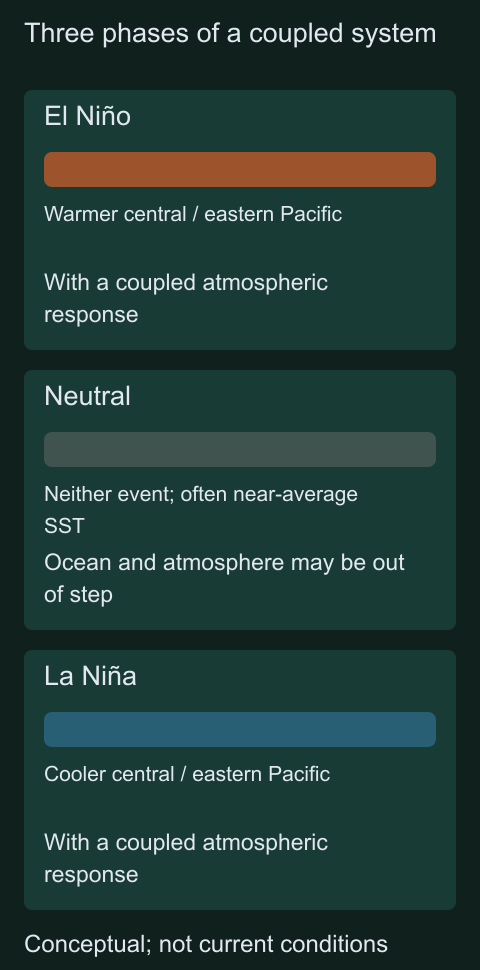 Three phases of a coupled system
El Niño
Warmer central / eastern Pacific
With a coupled atmospheric
response
Neutral
Neither event; often near-average
SST
Ocean and atmosphere may be out
of step
La Niña
Cooler central / eastern Pacific
With a coupled atmospheric
response
Conceptual; not current conditions